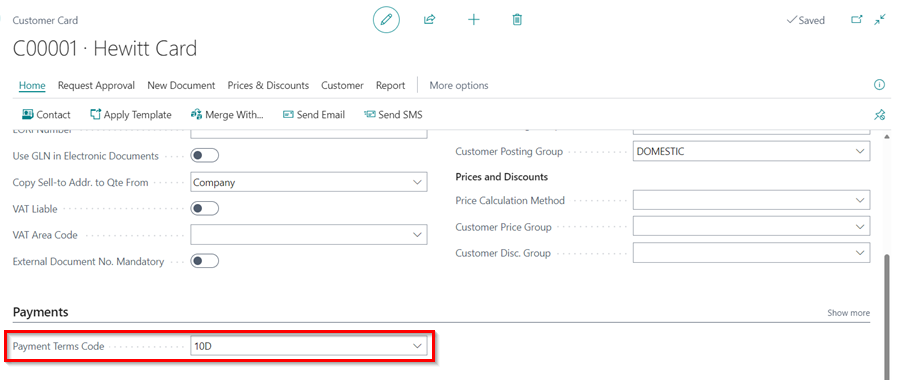 Customer Card
Saved
C00001 · Hewitt Card
Home Request Approval New Document Prices & Discounts Customer Report More options
Contact Apply Template Merge With... Send Email Send SMS
Use GLN in Electronic Documents
Copy Sell-to Addr. to Qte From Company
VAT Liable
VAT Area Code
External Document No. Mandatory
Customer Posting Group DOMESTIC
Prices and Discounts
Price Calculation Method
Customer Price Group
Customer Disc. Group
Payments Show more
Payment Terms Code 10D